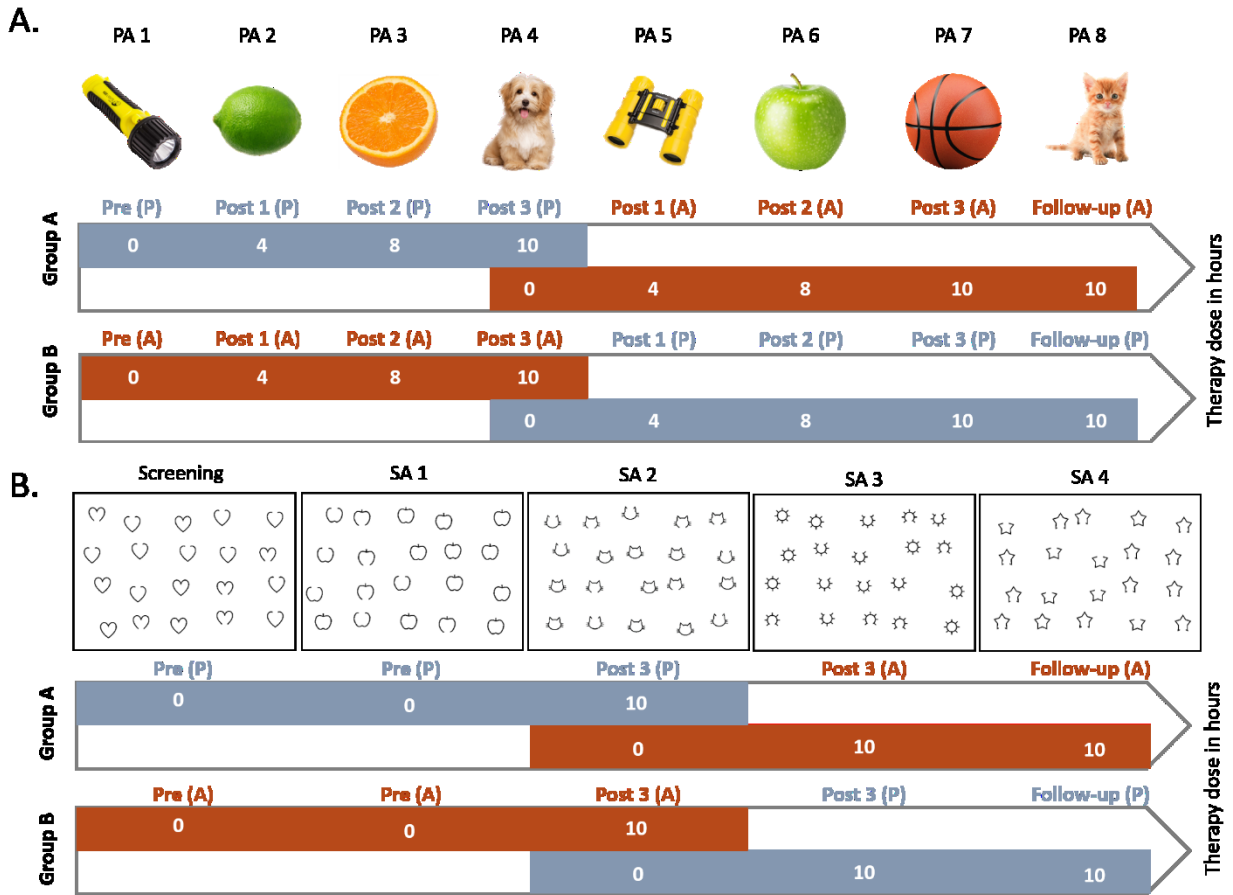 A.
PA 1 PA 2 PA 3 PA 4 PA 5 PA 6 PA 7 PA 8
Group A
Pre (P) Post 1 (P) Post 2 (P) Post 3 (P) Post 1 (A) Post 2 (A) Post 3 (A) Follow-up (A)
0 4 8 10
0 4 8 10 10
Group B
Pre (A) Post 1 (A) Post 2 (A) Post 3 (A) Post 1 (P) Post 2 (P) Post 3 (P) Follow-up (P)
0 4 8 10
0 4 8 10 10
Therapy dose in hours
B.
Screening SA 1 SA 2 SA 3 SA 4
Group A
Pre (P) Pre (P) Post 3 (P) Post 3 (A) Follow-up (A)
0 0 10
0 10 10
Group B
Pre (A) Pre (A) Post 3 (A) Post 3 (P) Follow-up (P)
0 0 10
0 10 10
Therapy dose in hours